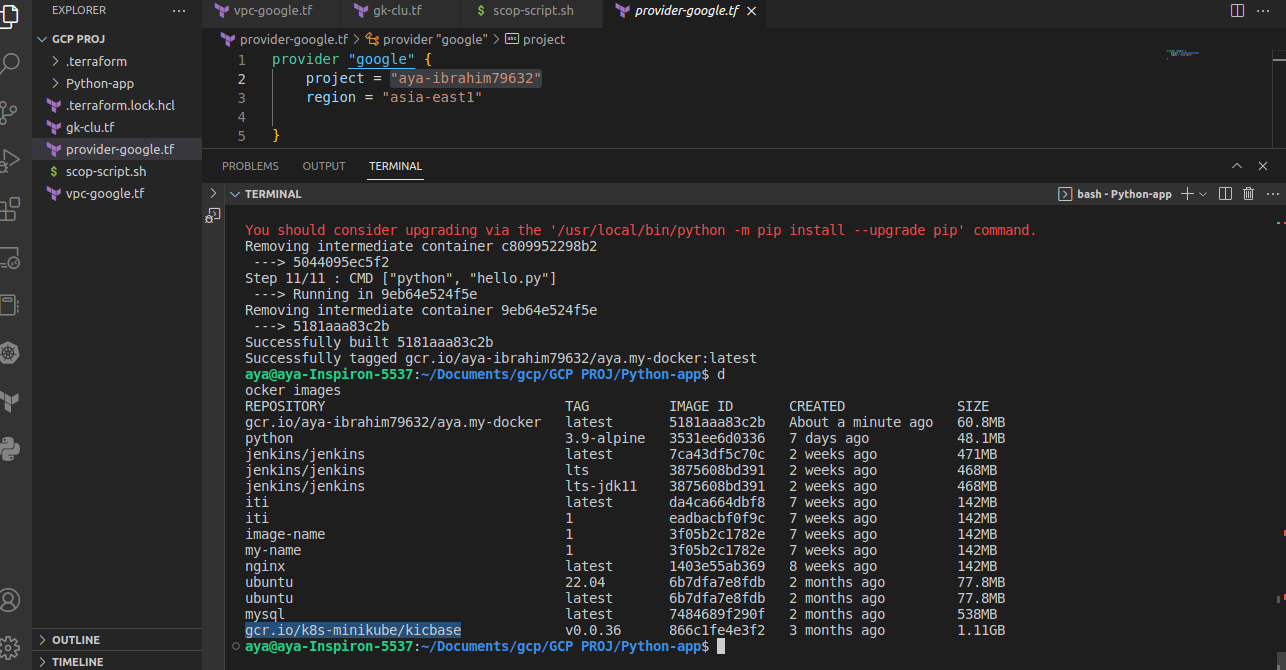 EXPLORER ···
vpc-google.tf gk-clu.tf $ scop-script.sh provider-google.tf ×
GCP PROJ
> .terraform
> Python-app
.terraform.lock.hcl
gk-clu.tf
provider-google.tf
$ scop-script.sh
vpc-google.tf
OUTLINE
TIMELINE
provider-google.tf > provider "google" > abc project
1 provider "google" {
2 project = "aya-ibrahim79632"
3 region = "asia-east1"
4
5 }
PROBLEMS OUTPUT TERMINAL
TERMINAL bash - Python-app
You should consider upgrading via the '/usr/local/bin/python -m pip install --upgrade pip' command.
Removing intermediate container c809952298b2
---> 5044095ec5f2
Step 11/11 : CMD ["python", "hello.py"]
---> Running in 9eb64e524f5e
Removing intermediate container 9eb64e524f5e
---> 5181aaa83c2b
Successfully built 5181aaa83c2b
Successfully tagged gcr.io/aya-ibrahim79632/aya.my-docker:latest
aya@aya-Inspiron-5537:~/Documents/gcp/GCP PROJ/Python-app$ d
ocker images
REPOSITORY TAG IMAGE ID CREATED SIZE
gcr.io/aya-ibrahim79632/aya.my-docker latest 5181aaa83c2b About a minute ago 60.8MB
python 3.9-alpine 3531ee6d0336 7 days ago 48.1MB
jenkins/jenkins latest 7ca43df5c70c 2 weeks ago 471MB
jenkins/jenkins lts 3875608bd391 2 weeks ago 468MB
jenkins/jenkins lts-jdk11 3875608bd391 2 weeks ago 468MB
iti latest da4ca664dbf8 7 weeks ago 142MB
iti 1 eadbacbf0f9c 7 weeks ago 142MB
image-name 1 3f05b2c1782e 7 weeks ago 142MB
my-name 1 3f05b2c1782e 7 weeks ago 142MB
nginx latest 1403e55ab369 8 weeks ago 142MB
ubuntu 22.04 6b7dfa7e8fdb 2 months ago 77.8MB
ubuntu latest 6b7dfa7e8fdb 2 months ago 77.8MB
mysql latest 7484689f290f 2 months ago 538MB
gcr.io/k8s-minikube/kicbase v0.0.36 866c1fe4e3f2 3 months ago 1.11GB
aya@aya-Inspiron-5537:~/Documents/gcp/GCP PROJ/Python-app$